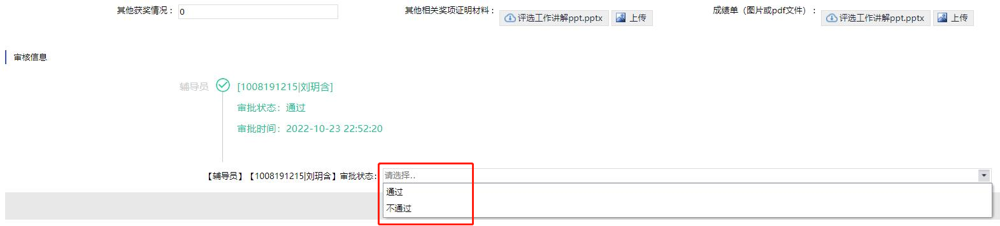 其他获奖情况： 0 其他相关奖项证明材料： 评选工作讲解ppt.pptx 上传 成绩单（图片或pdf文件）： 评选工作讲解ppt.pptx 上传
审核信息
辅导员 [1008191215|刘玥含]
审批状态：通过
审批时间：2022-10-23 22:52:20
【辅导员】【1008191215|刘玥含】审批状态： 请选择..
通过
不通过